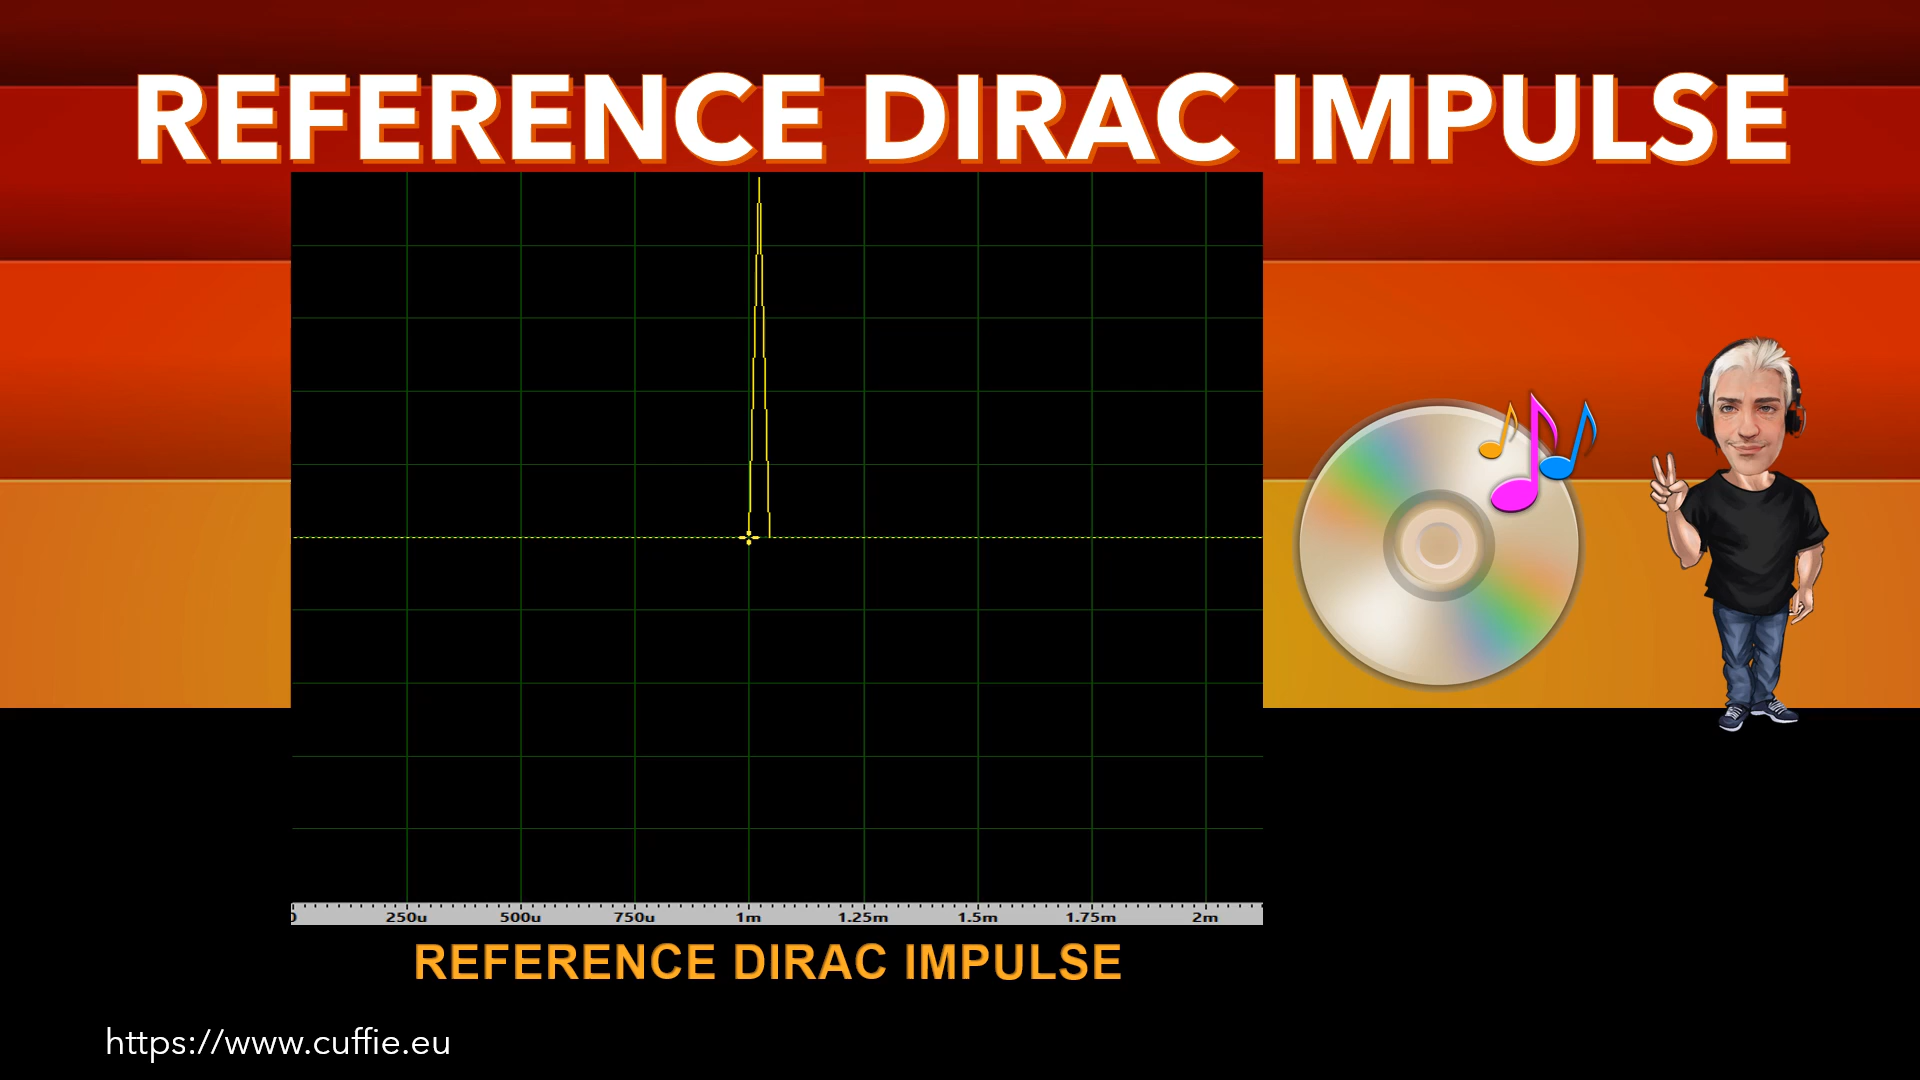 REFERENCE DIRAC IMPULSE
0 250u 500u 750u 1m 1.25m 1.5m 1.75m 2m
REFERENCE DIRAC IMPULSE
https://www.cuffie.eu